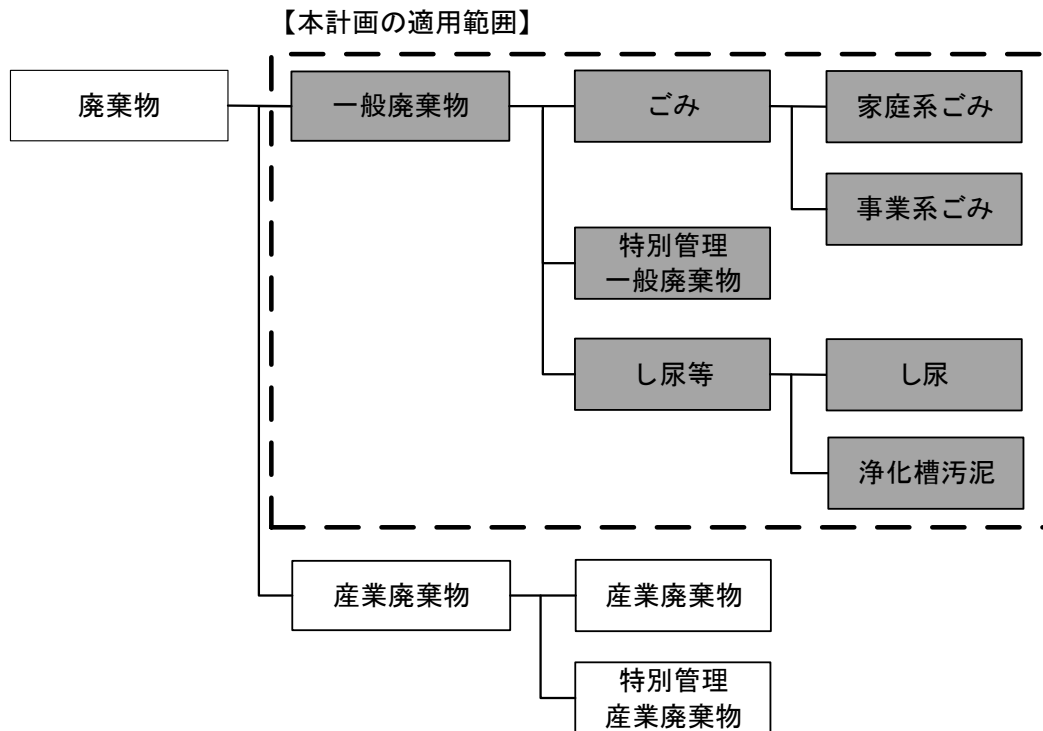 【本計画の適用範囲】
廃棄物
一般廃棄物
ごみ
家庭系ごみ
事業系ごみ
特別管理
一般廃棄物
し尿等
し尿
浄化槽汚泥
産業廃棄物
産業廃棄物
特別管理
産業廃棄物